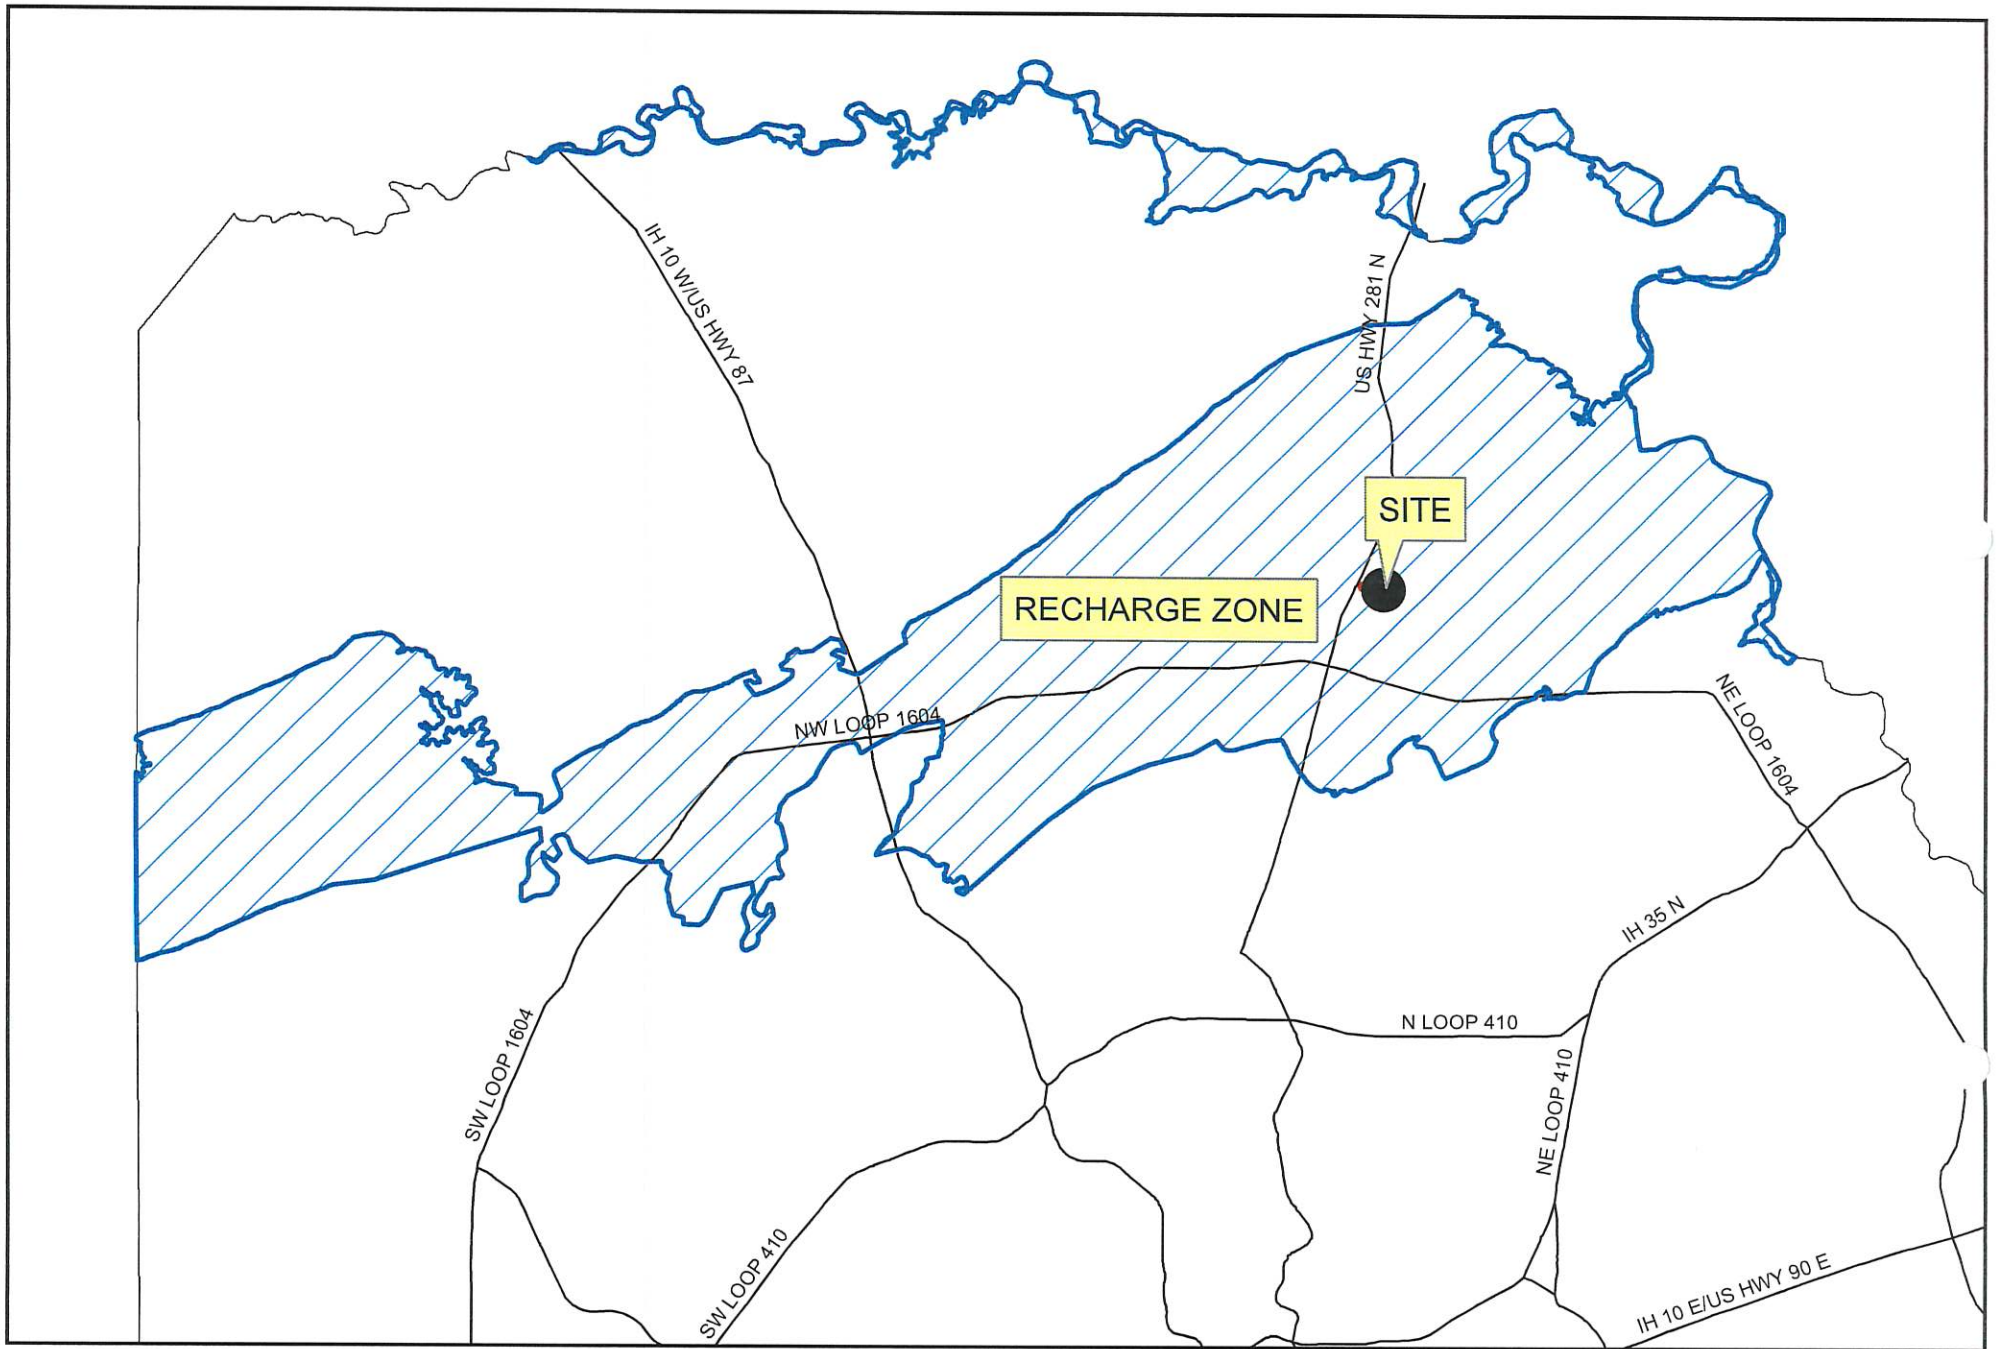 IH 10 W/US HWY 87
US HWY 281 N
SITE
RECHARGE ZONE
NW LOOP 1604
NE LOOP 1604
IH 35 N
N LOOP 410
SW LOOP 1604
NE LOOP 410
SW LOOP 410
IH 10 E/US HWY 90 E